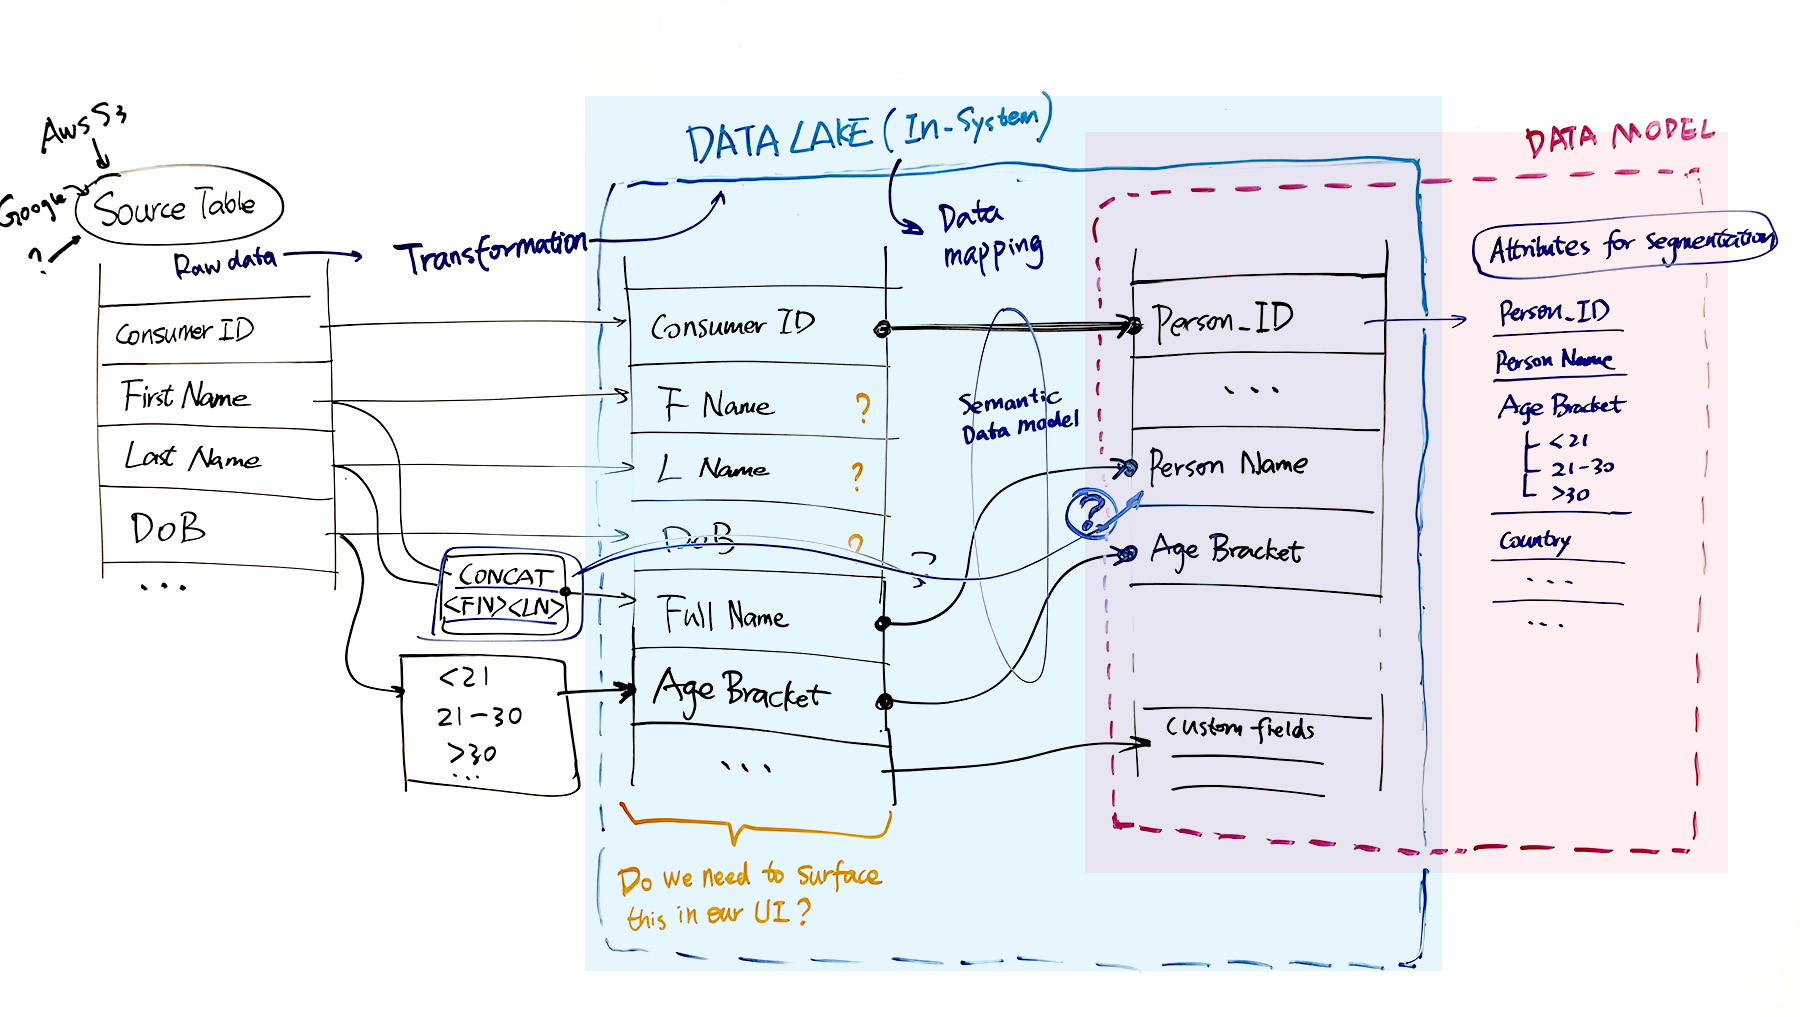 Aws S3
Google
?
Source Table
Raw data
Consumer ID
First Name
Last Name
DoB
...
Transformation
CONCAT
<FN><LN>
<21
21-30
>30
...
DATA LAKE (In-System)
Data
mapping
Consumer ID
F Name ?
L Name ?
DoB ?
Full Name
Age Bracket
...
Do we need to surface
this in our UI?
Semantic
Data model
?
?
Person_ID
...
Person Name
Age Bracket
Custom fields
DATA MODEL
Attributes for segmentation
Person_ID
Person Name
Age Bracket
<21
21-30
>30
Country
...
...